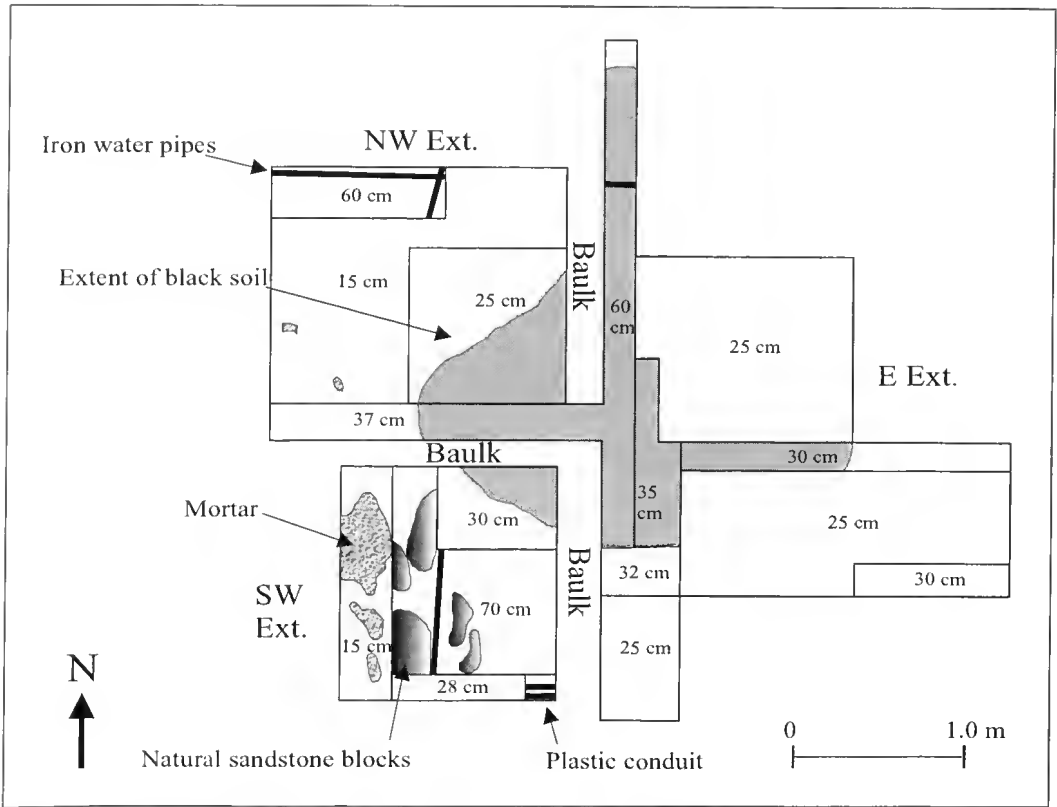 NW Ext.
Iron water pipes
60 cm
Baulk
Extent of black soil
15 cm
25 cm
60
cm
25 cm
E Ext.
37 cm
Baulk
30 cm
Mortar
30 cm
35
cm
25 cm
Baulk
32 cm
30 cm
SW
Ext.
70 cm
15 cm
25 cm
N
28 cm
0
1.0 m
Natural sandstone blocks
Plastic conduit